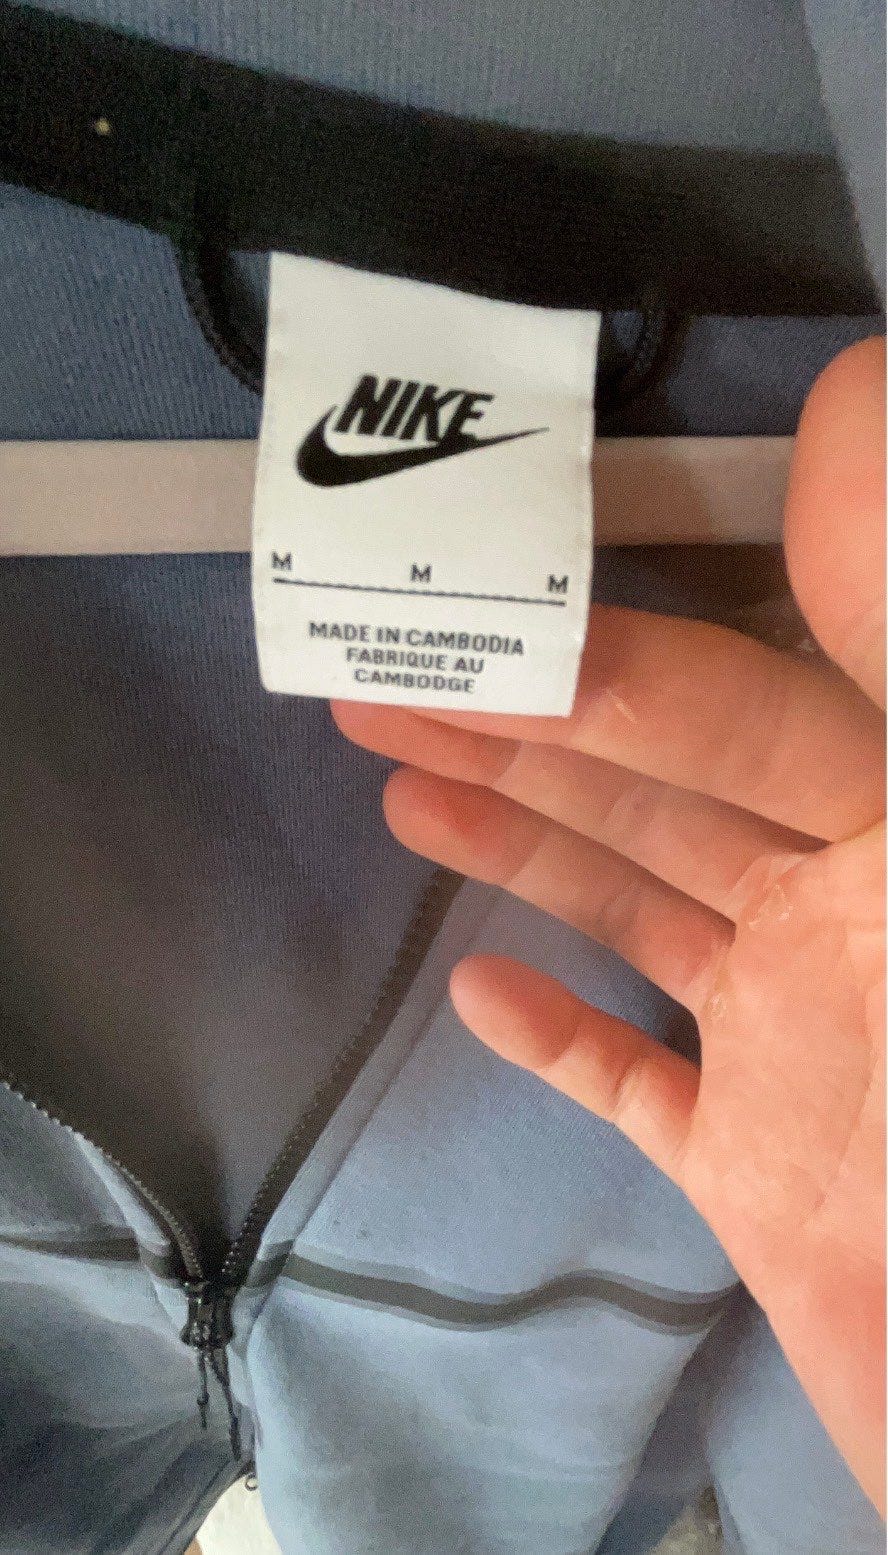 NIKE
M M M
MADE IN CAMBODIA
FABRIQUE AU
CAMBODGE